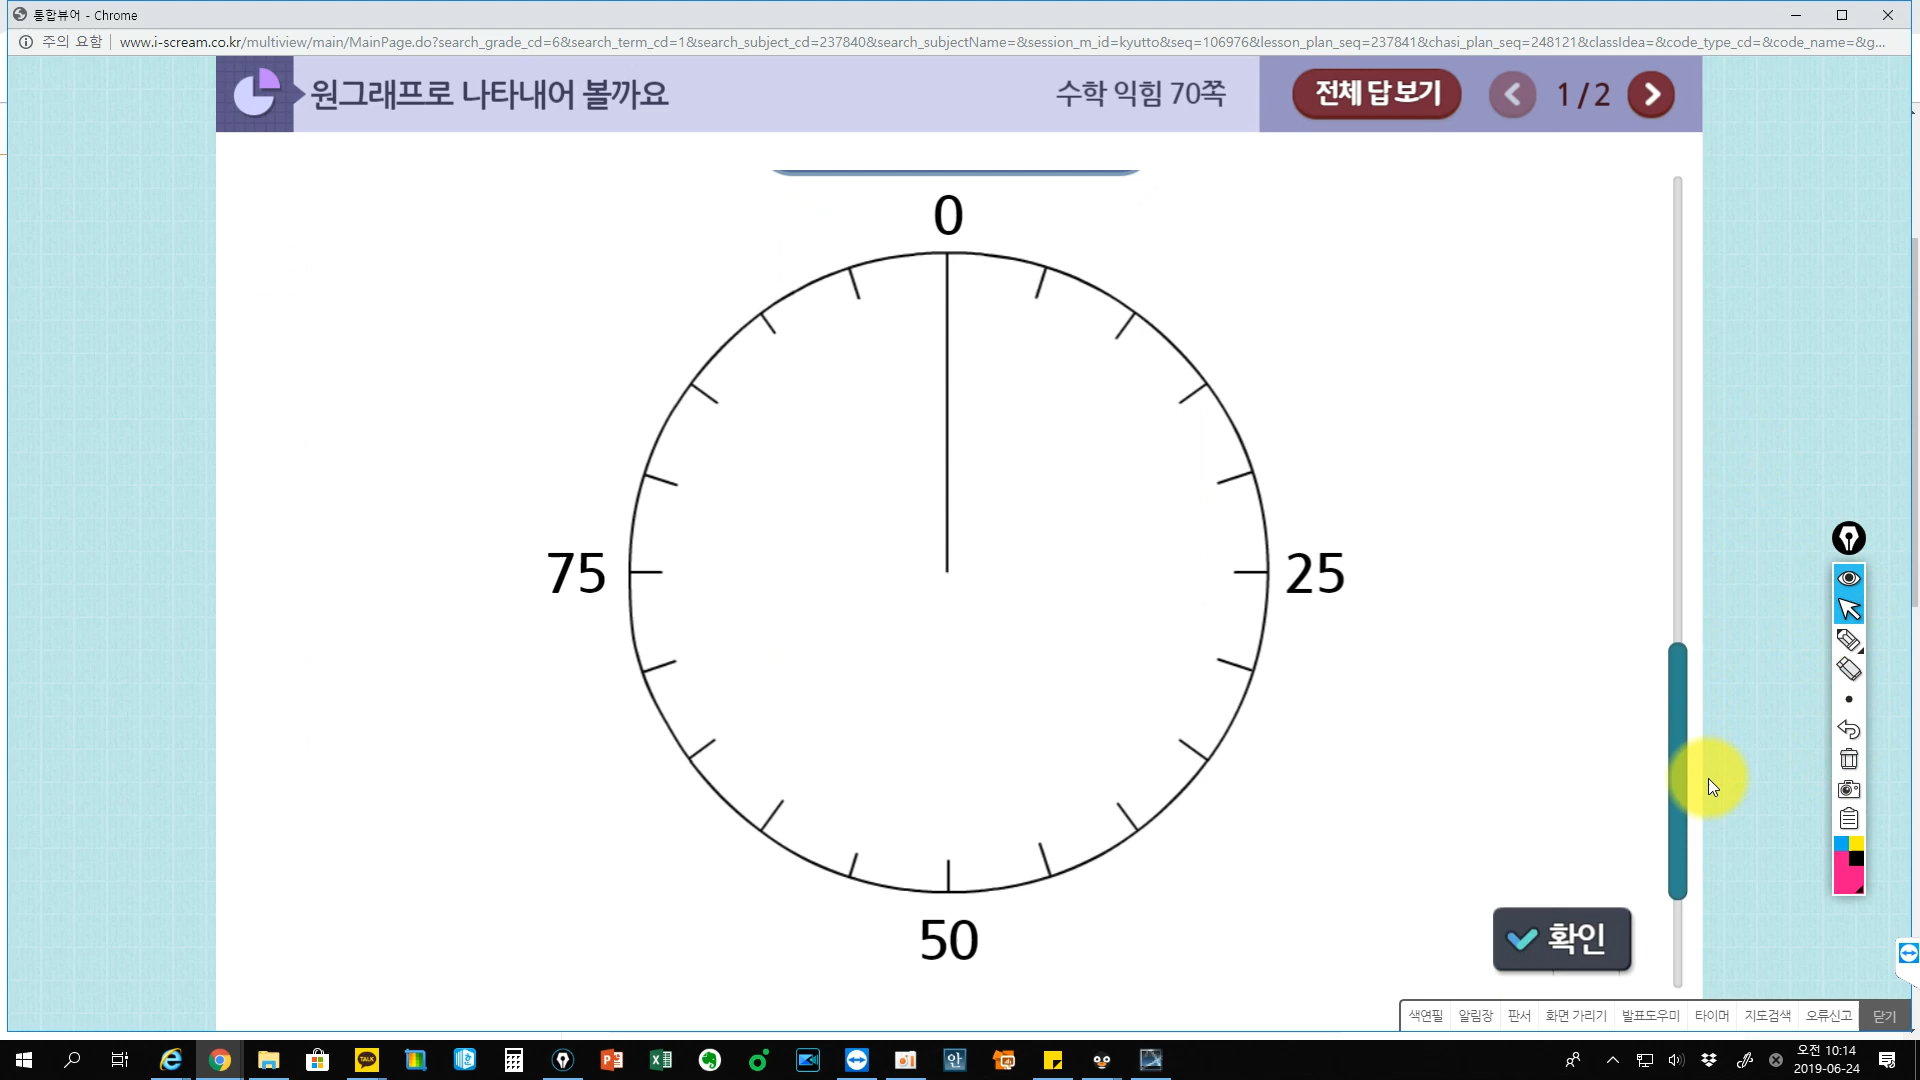 통합뷰어 - Chrome
주의 요함
www.i-scream.co.kr/multiview/main/MainPage.do?search_grade_cd=6&search_term_cd=1&search_subject_cd=237840&search_subjectName=&session_m_id=kyutto&seq=106976&lesson_plan_seq=237841&chasi_plan_seq=248121&classIdea=&code_type_cd=&code_name=&g...
원그래프로 나타내어 볼까요
수학 익힘 70쪽
전체 답 보기
1 / 2
0
75
25
50
확인
색연필 알림장 판서 화면 가리기 발표도우미 타이머 지도검색 오류신고 닫기
TALK
안
오전 10:14
2019-06-24